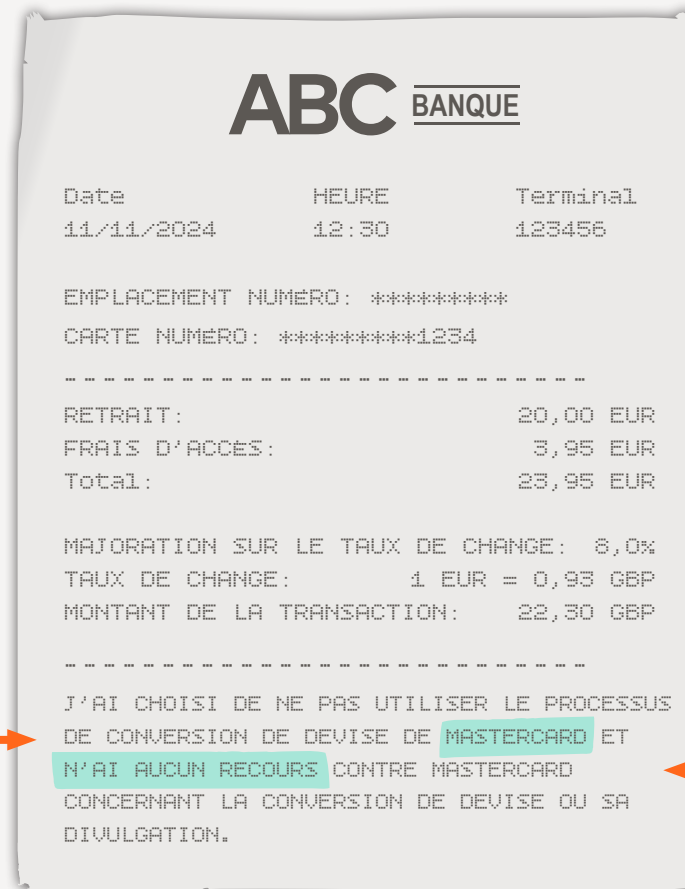 ABC BANQUE
Date HEURE Terminal
11/11/2024 12:30 123456
EMPLACEMENT NUMÉRO: *********
CARTE NUMÉRO: *********1234
RETRAIT: 20,00 EUR
FRAIS D'ACCÈS: 3,95 EUR
Total: 23,95 EUR
MAJORATION SUR LE TAUX DE CHANGE: 8,0%
TAUX DE CHANGE: 1 EUR = 0,93 GBP
MONTANT DE LA TRANSACTION: 22,30 GBP
J'AI CHOISI DE NE PAS UTILISER LE PROCESSUS
DE CONVERSION DE DEVISE DE MASTERCARD ET
N'AI AUCUN RECOURS CONTRE MASTERCARD
CONCERNANT LA CONVERSION DE DEVISE OU SA
DIVULGATION.